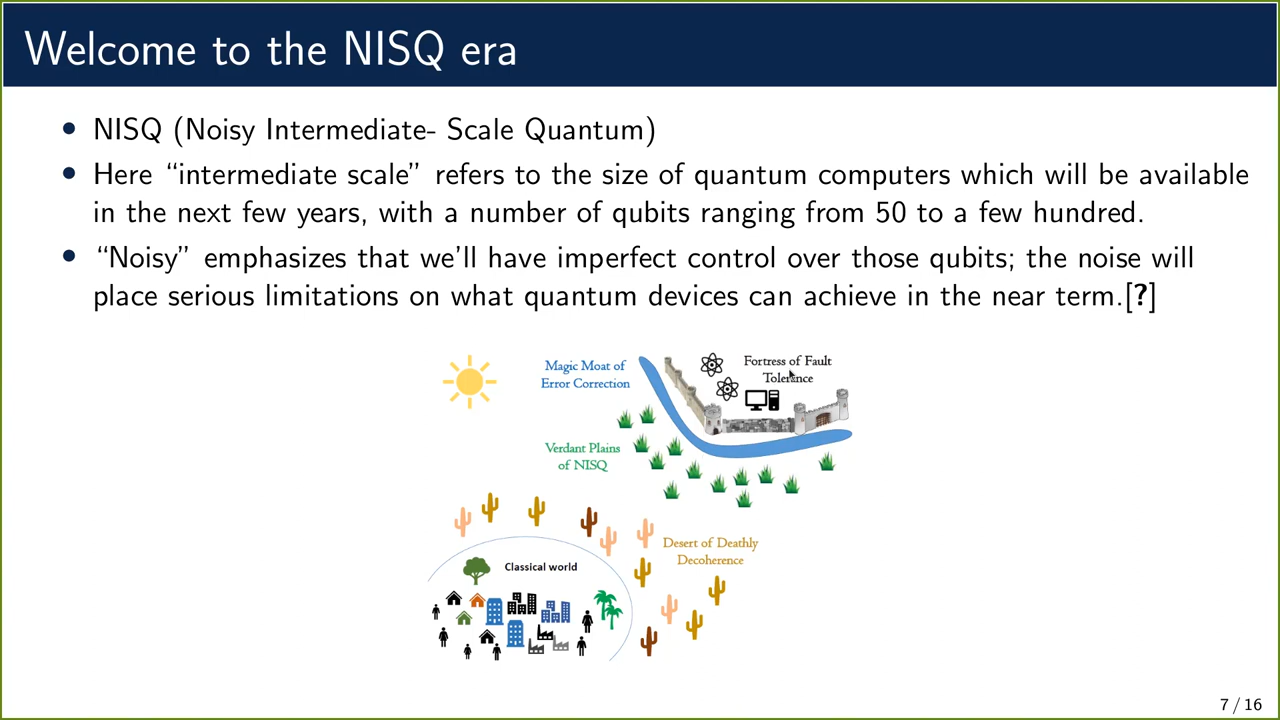 Welcome to the NISQ era
• NISQ (Noisy Intermediate- Scale Quantum)
• Here “intermediate scale” refers to the size of quantum computers which will be available
in the next few years, with a number of qubits ranging from 50 to a few hundred.
• “Noisy” emphasizes that we’ll have imperfect control over those qubits; the noise will
place serious limitations on what quantum devices can achieve in the near term.[?]
Magic Moat of
Error Correction
Fortress of Fault
Tolerance
Verdant Plains
of NISQ
Desert of Deathly
Decoherence
Classical world
7 / 16